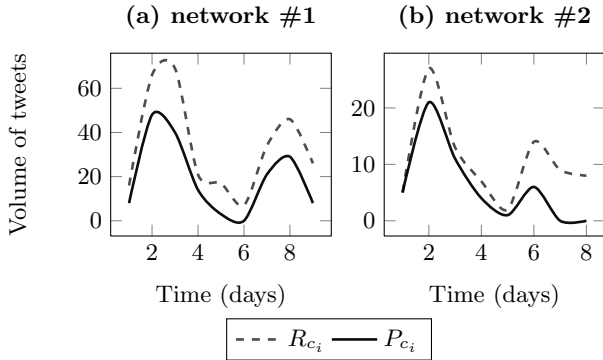 (a) network #1 (b) network #2
Volume of tweets
60
40
20
0
2 4 6 8
Time (days)
20
10
0
2 4 6 8
Time (days)
R_{c_i} P_{c_i}